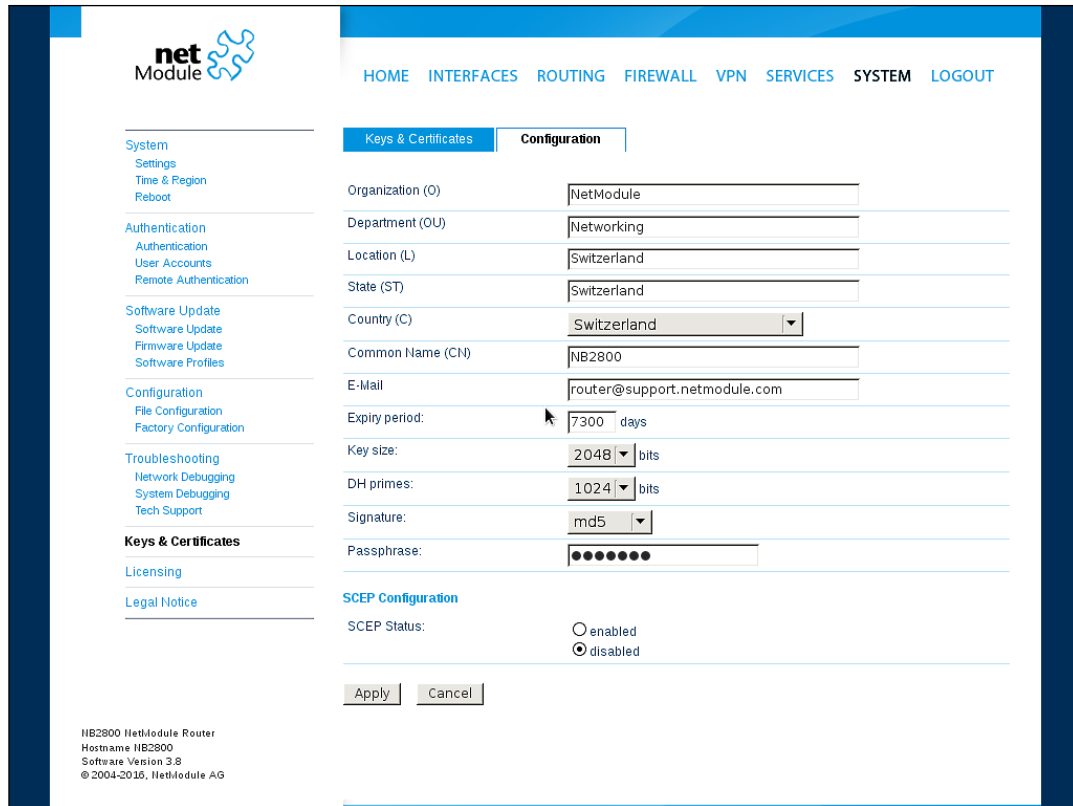 net
Module
HOME INTERFACES ROUTING FIREWALL VPN SERVICES SYSTEM LOGOUT
System
Settings
Time & Region
Reboot
Authentication
Authentication
User Accounts
Remote Authentication
Software Update
Software Update
Firmware Update
Software Profiles
Configuration
File Configuration
Factory Configuration
Troubleshooting
Network Debugging
System Debugging
Tech Support
Keys & Certificates
Licensing
Legal Notice
Keys & Certificates Configuration
Organization (O) NetModule
Department (OU) Networking
Location (L) Switzerland
State (ST) Switzerland
Country (C) Switzerland
Common Name (CN) NB2800
E-Mail router@support.netmodule.com
Expiry period: 7300 days
Key size: 2048 bits
DH primes: 1024 bits
Signature: md5
Passphrase: ●●●●●●●
SCEP Configuration
SCEP Status: enabled
disabled
Apply Cancel
NB2800 NetModule Router
Hostname NB2800
Software Version 3.8
© 2004-2016, NetModule AG